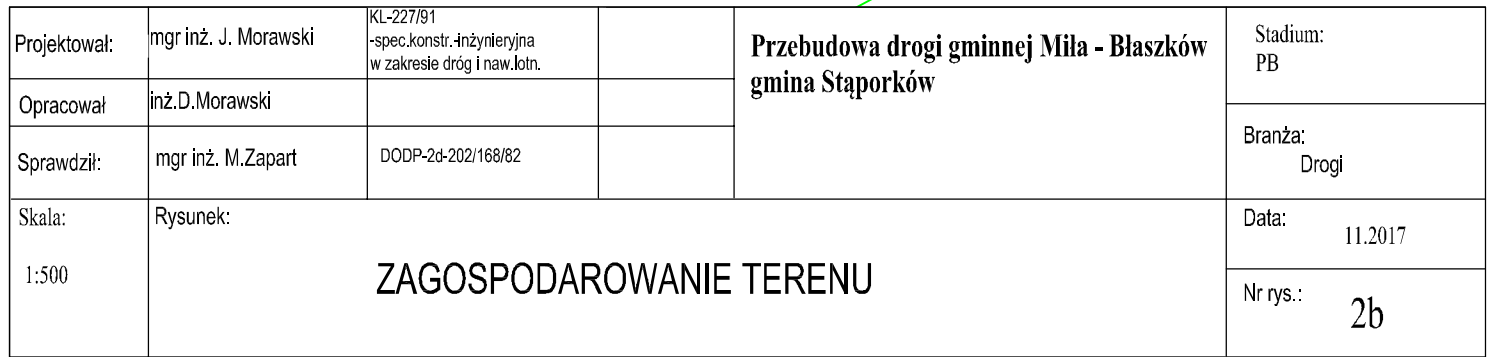 Projektował:
mgr inż. J. Morawski
KL-227/91
-spec.konstr.-inżynieryjna
w zakresie dróg i naw.lotn.
Przebudowa drogi gminnej Miła - Błaszków
gmina Stąporków
Stadium:
PB
Opracował
inż.D.Morawski
Sprawdził:
mgr inż. M.Zapart
DODP-2d-202/168/82
Branża:
Drogi
Skala:
1:500
Rysunek:
ZAGOSPODAROWANIE TERENU
Data:
11.2017
Nr rys.:
2b